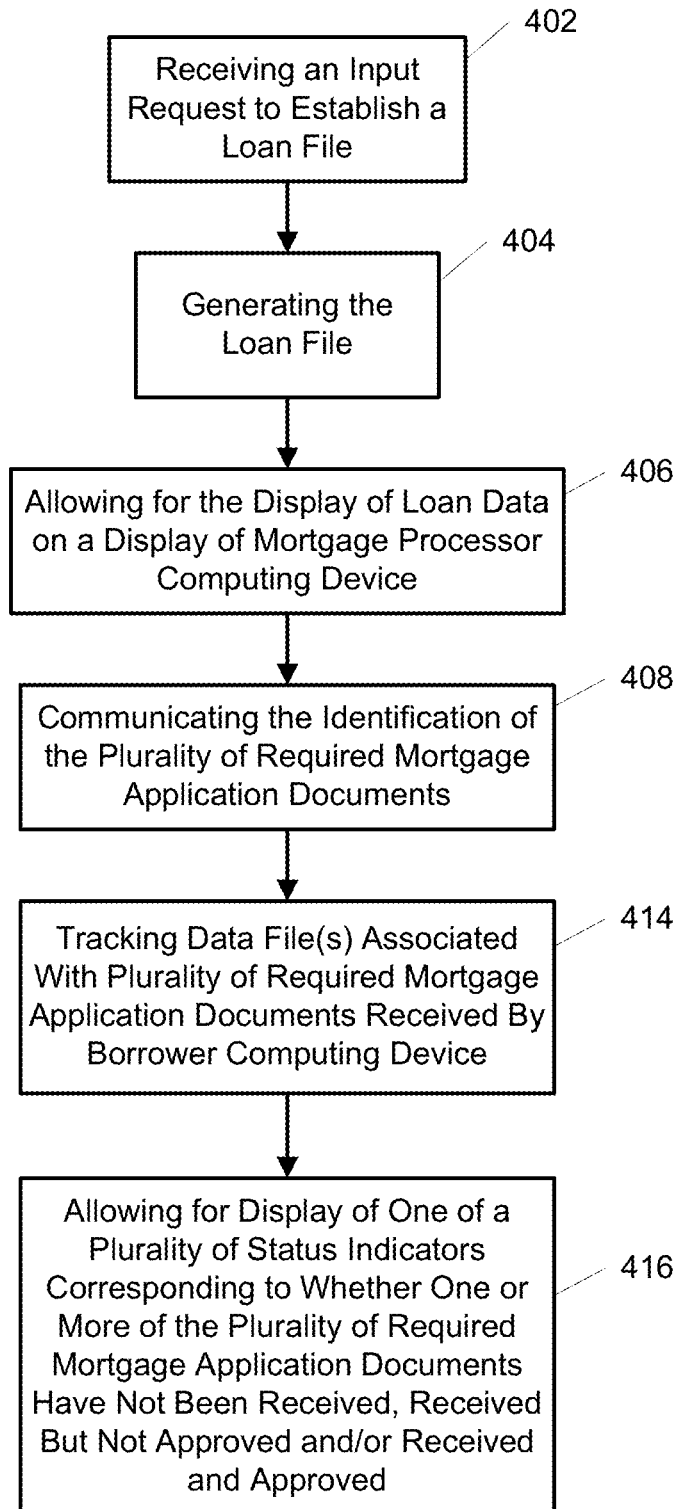 402
Receiving an Input
Request to Establish a
Loan File
404
Generating the
Loan File
406
Allowing for the Display of Loan Data
on a Display of Mortgage Processor
Computing Device
408
Communicating the Identification of
the Plurality of Required Mortgage
Application Documents
414
Tracking Data File(s) Associated
With Plurality of Required Mortgage
Application Documents Received By
Borrower Computing Device
416
Allowing for Display of One of a
Plurality of Status Indicators
Corresponding to Whether One or
More of the Plurality of Required
Mortgage Application Documents
Have Not Been Received, Received
But Not Approved and/or Received
and Approved